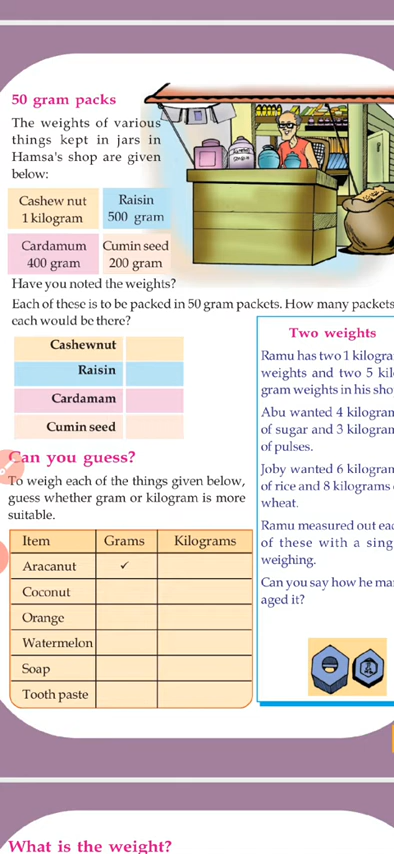 50 gram packs
The weights of various
things kept in jars in
Hamsa's shop are given
below:
Cashew nut
1 kilogram
Raisin
500 gram
Cardamum
400 gram
Cumin seed
200 gram
Have you noted the weights?
Each of these is to be packed in 50 gram packets. How many packets
each would be there?
Cashewnut
Raisin
Cardamam
Cumin seed
Can you guess?
To weigh each of the things given below,
guess whether gram or kilogram is more
suitable.
Item Grams Kilograms
Aracanut ✓
Coconut
Orange
Watermelon
Soap
Tooth paste
Two weights
Ramu has two 1 kilogra
weights and two 5 kil
gram weights in his sho
Abu wanted 4 kilogram
of sugar and 3 kilogram
of pulses.
Joby wanted 6 kilogram
of rice and 8 kilograms
wheat.
Ramu measured out eac
of these with a sing
weighing.
Can you say how he ma
aged it?
What is the weight?